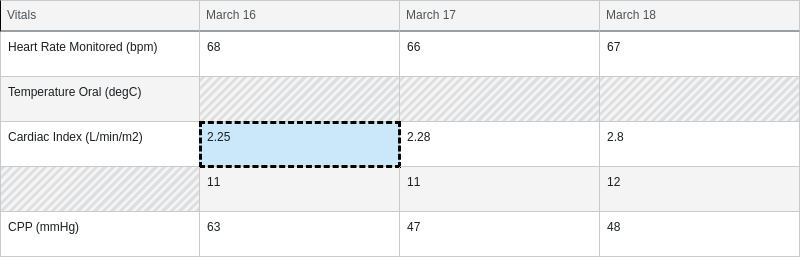 Vitals March 16 March 17 March 18
Heart Rate Monitored (bpm) 68 66 67
Temperature Oral (degC)
Cardiac Index (L/min/m2) 2.25 2.28 2.8
11 11 12
CPP (mmHg) 63 47 48